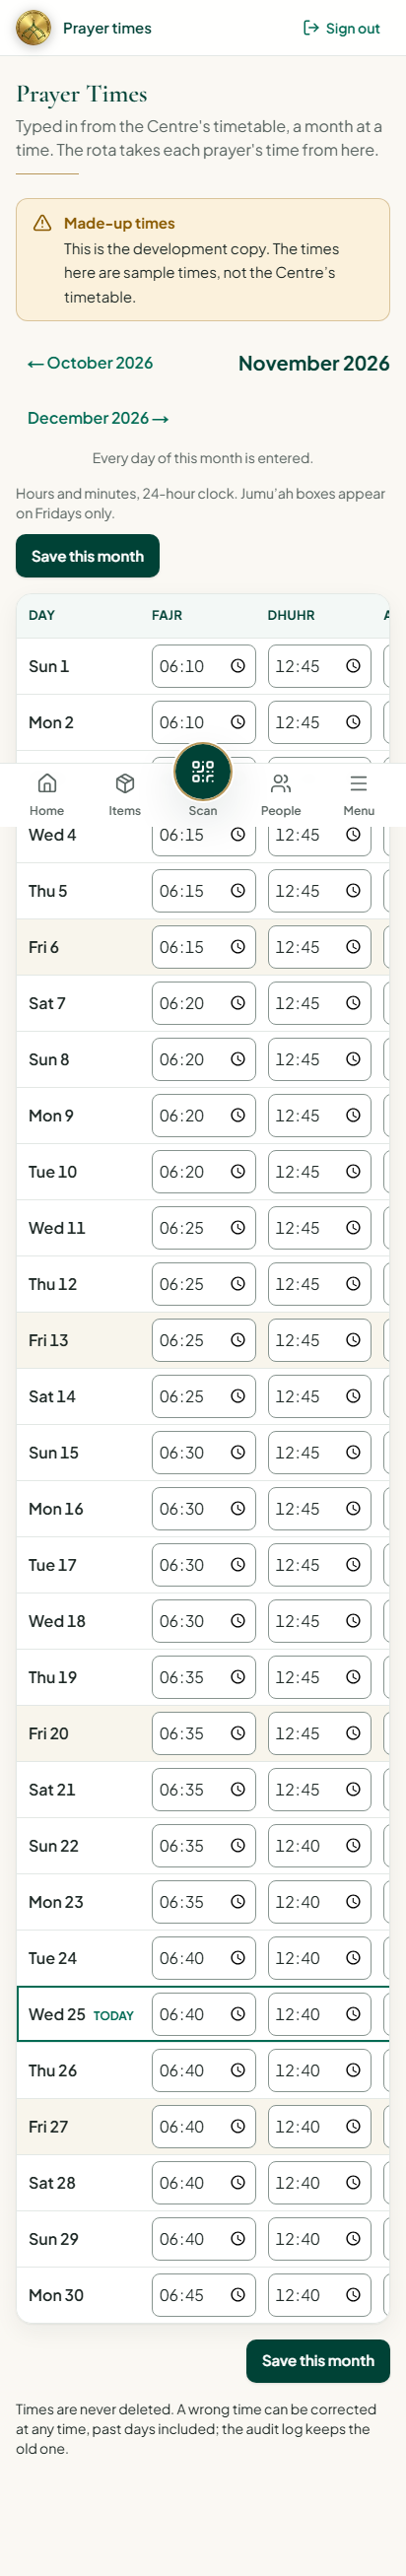 Prayer times
Sign out
Prayer Times
Typed in from the Centre's timetable, a month at a
time. The rota takes each prayer's time from here.
Made-up times
This is the development copy. The times
here are sample times, not the Centre's
timetable.
← October 2026
November 2026
December 2026 →
Every day of this month is entered.
Hours and minutes, 24-hour clock. Jumu'ah boxes appear
on Fridays only.
Save this month
DAY FAJR DHUHR
Sun 1 06:10 12:45
Mon 2 06:10 12:45
Home Items Scan People Menu
Wed 4 06:15 12:45
Thu 5 06:15 12:45
Fri 6 06:15 12:45
Sat 7 06:20 12:45
Sun 8 06:20 12:45
Mon 9 06:20 12:45
Tue 10 06:20 12:45
Wed 11 06:25 12:45
Thu 12 06:25 12:45
Fri 13 06:25 12:45
Sat 14 06:25 12:45
Sun 15 06:30 12:45
Mon 16 06:30 12:45
Tue 17 06:30 12:45
Wed 18 06:30 12:45
Thu 19 06:35 12:45
Fri 20 06:35 12:45
Sat 21 06:35 12:45
Sun 22 06:35 12:40
Mon 23 06:35 12:40
Tue 24 06:40 12:40
Wed 25 TODAY 06:40 12:40
Thu 26 06:40 12:40
Fri 27 06:40 12:40
Sat 28 06:40 12:40
Sun 29 06:40 12:40
Mon 30 06:45 12:40
Save this month
Times are never deleted. A wrong time can be corrected
at any time, past days included; the audit log keeps the
old one.